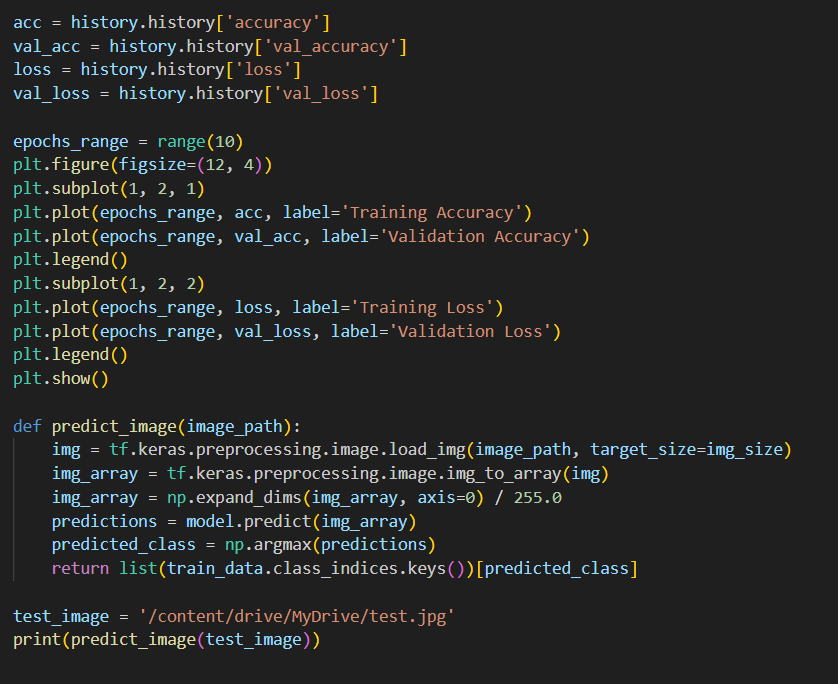 acc = history.history['accuracy']
val_acc = history.history['val_accuracy']
loss = history.history['loss']
val_loss = history.history['val_loss']

epochs_range = range(10)
plt.figure(figsize=(12, 4))
plt.subplot(1, 2, 1)
plt.plot(epochs_range, acc, label='Training Accuracy')
plt.plot(epochs_range, val_acc, label='Validation Accuracy')
plt.legend()
plt.subplot(1, 2, 2)
plt.plot(epochs_range, loss, label='Training Loss')
plt.plot(epochs_range, val_loss, label='Validation Loss')
plt.legend()
plt.show()

def predict_image(image_path):
    img = tf.keras.preprocessing.image.load_img(image_path, target_size=img_size)
    img_array = tf.keras.preprocessing.image.img_to_array(img)
    img_array = np.expand_dims(img_array, axis=0) / 255.0
    predictions = model.predict(img_array)
    predicted_class = np.argmax(predictions)
    return list(train_data.class_indices.keys())[predicted_class]

test_image = '/content/drive/MyDrive/test.jpg'
print(predict_image(test_image))